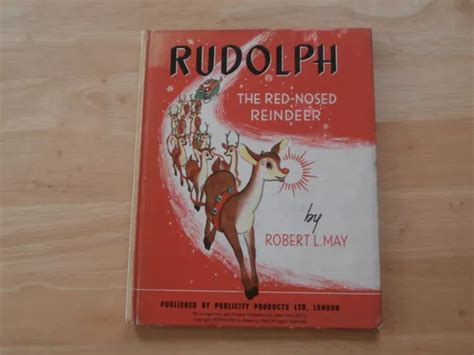 RUDOLPH
THE RED-NOSED
REINDEER
by
ROBERT L. MAY
PUBLISHED BY PUBLICITY PRODUCTS LTD, LONDON